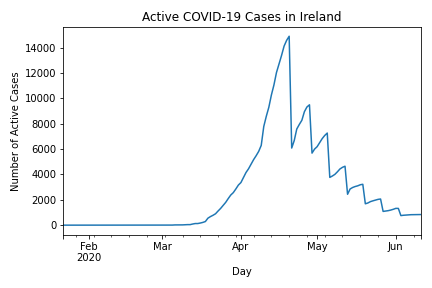 Active COVID-19 Cases in Ireland
Number of Active Cases
14000
12000
10000
8000
6000
4000
2000
0
Feb
2020
Mar
Apr
May
Jun
Day